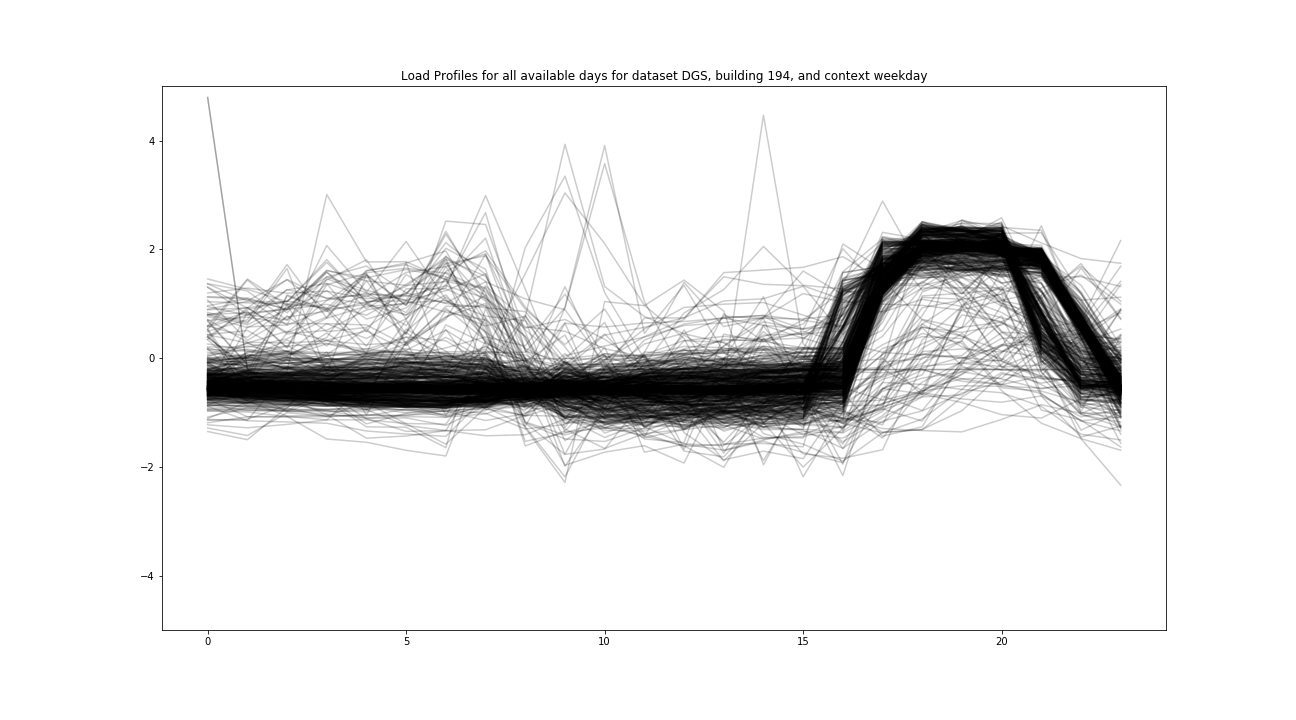 Load Profiles for all available days for dataset DGS, building 194, and context weekday
4
2
0
−2
−4
0 5 10 15 20